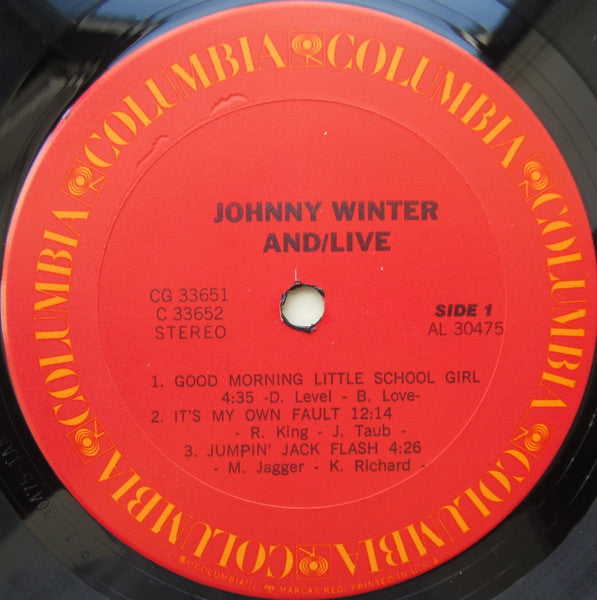 COLUMBIA COLUMBIA COLUMBIA COLUMBIA COLUMBIA COLUMBIA
JOHNNY WINTER
AND/LIVE
CG 33651
C 33652
STEREO
SIDE 1
AL 30475
1. GOOD MORNING LITTLE SCHOOL GIRL
4:35 -D. Level - B. Love-
2. IT'S MY OWN FAULT 12:14
- R. King - J. Taub -
3. JUMPIN' JACK FLASH 4:26
- M. Jagger - K. Richard -
"COLUMBIA", MARCAS REG. PRINTED IN U.S.A.